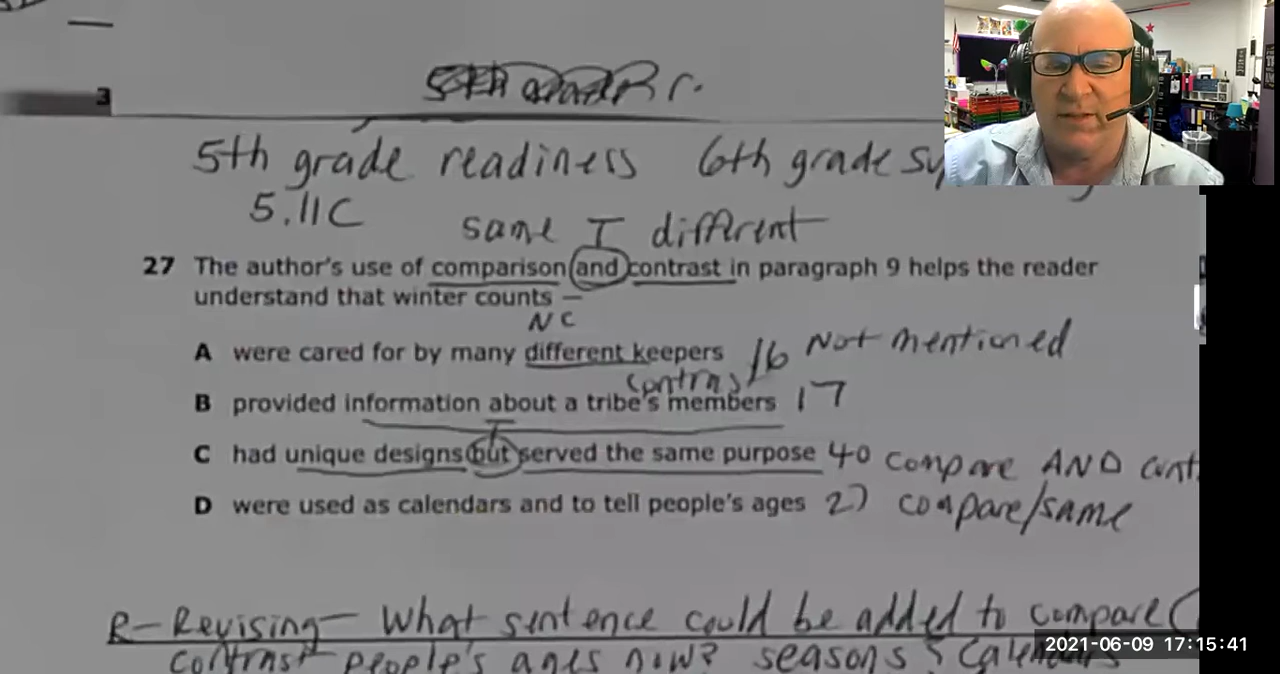 3
5th grade readiness 6th grade
5.11C same different
27 The author's use of comparison and contrast in paragraph 9 helps the reader
understand that winter counts —
NC
A were cared for by many different keepers 16 Not mentioned
contras
B provided information about a tribe's members 17
C had unique designs but served the same purpose 40 compare AND cont
D were used as calendars and to tell people's ages 27 compare/same
R-Revising- What sentence could be added to compare
contrast people's ages now? seasons & calendars
2021-06-09 17:15:41